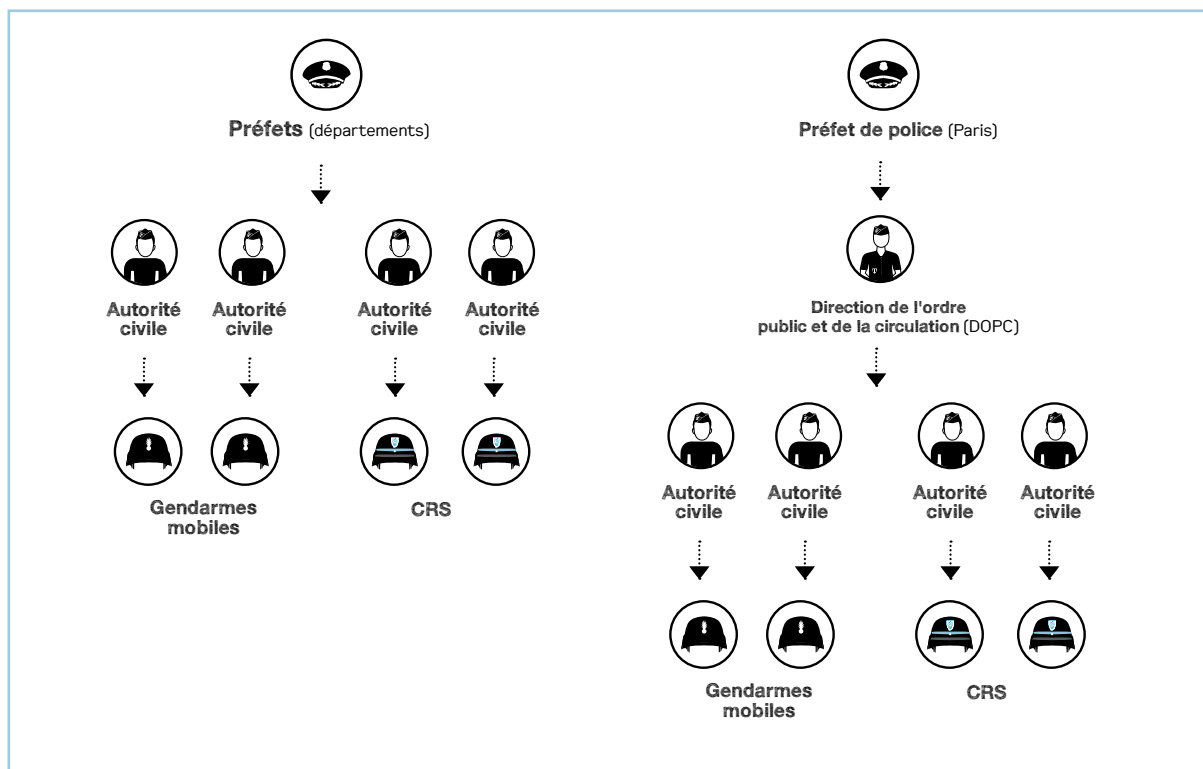 Préfets (départements)
Autorité
civile
Autorité
civile
Autorité
civile
Autorité
civile
Gendarmes
mobiles
CRS
Préfet de police (Paris)
Direction de l'ordre
public et de la circulation (DOPC)
Autorité
civile
Autorité
civile
Autorité
civile
Autorité
civile
Gendarmes
mobiles
CRS